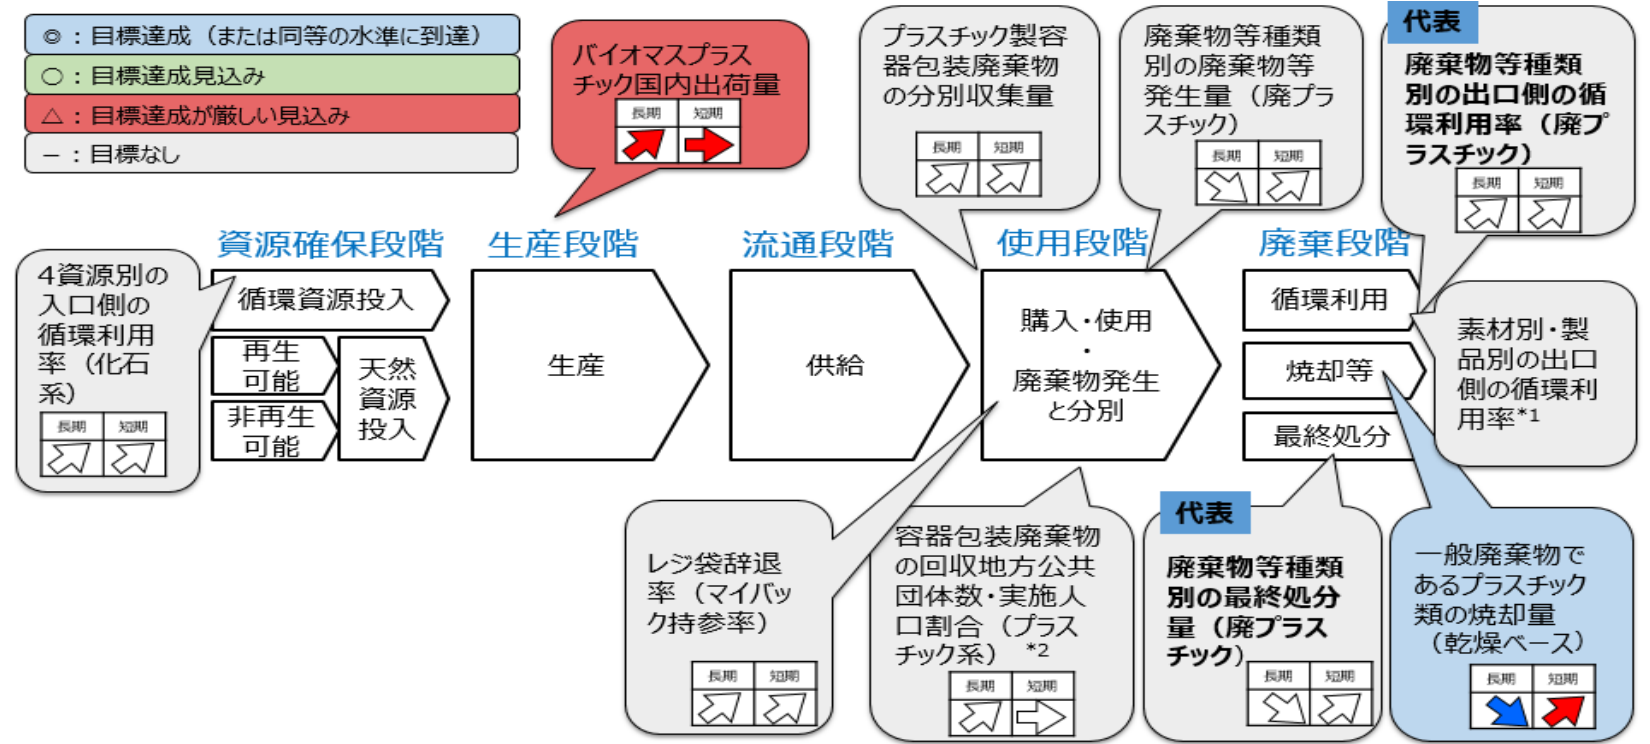 ◎：目標達成（または同等の水準に到達）
○：目標達成見込み
△：目標達成が厳しい見込み
－：目標なし
バイオマスプラス
チック国内出荷量
長期 短期
プラスチック製容
器包装廃棄物
の分別収集量
長期 短期
廃棄物等種類
別の廃棄物等
発生量（廃プラ
スチック）
長期 短期
代表
廃棄物等種類
別の出口側の循
環利用率（廃プ
ラスチック）
長期 短期
資源確保段階
生産段階
流通段階
使用段階
廃棄段階
4資源別の
入口側の
循環利用
率（化石
系）
長期 短期
循環資源投入
再生
可能
非再生
可能
天然
資源
投入
生産
供給
購入・使用
・
廃棄物発生
と分別
循環利用
焼却等
最終処分
素材別・製
品別の出口
側の循環利
用率*1
レジ袋辞退
率（マイバッ
ク持参率）
長期 短期
容器包装廃棄物
の回収地方公共
団体数・実施人
口割合（プラス
チック系） *2
長期 短期
代表
廃棄物等種類
別の最終処分
量（廃プラス
チック）
長期 短期
一般廃棄物で
あるプラスチック
類の焼却量
（乾燥ベース）
長期 短期